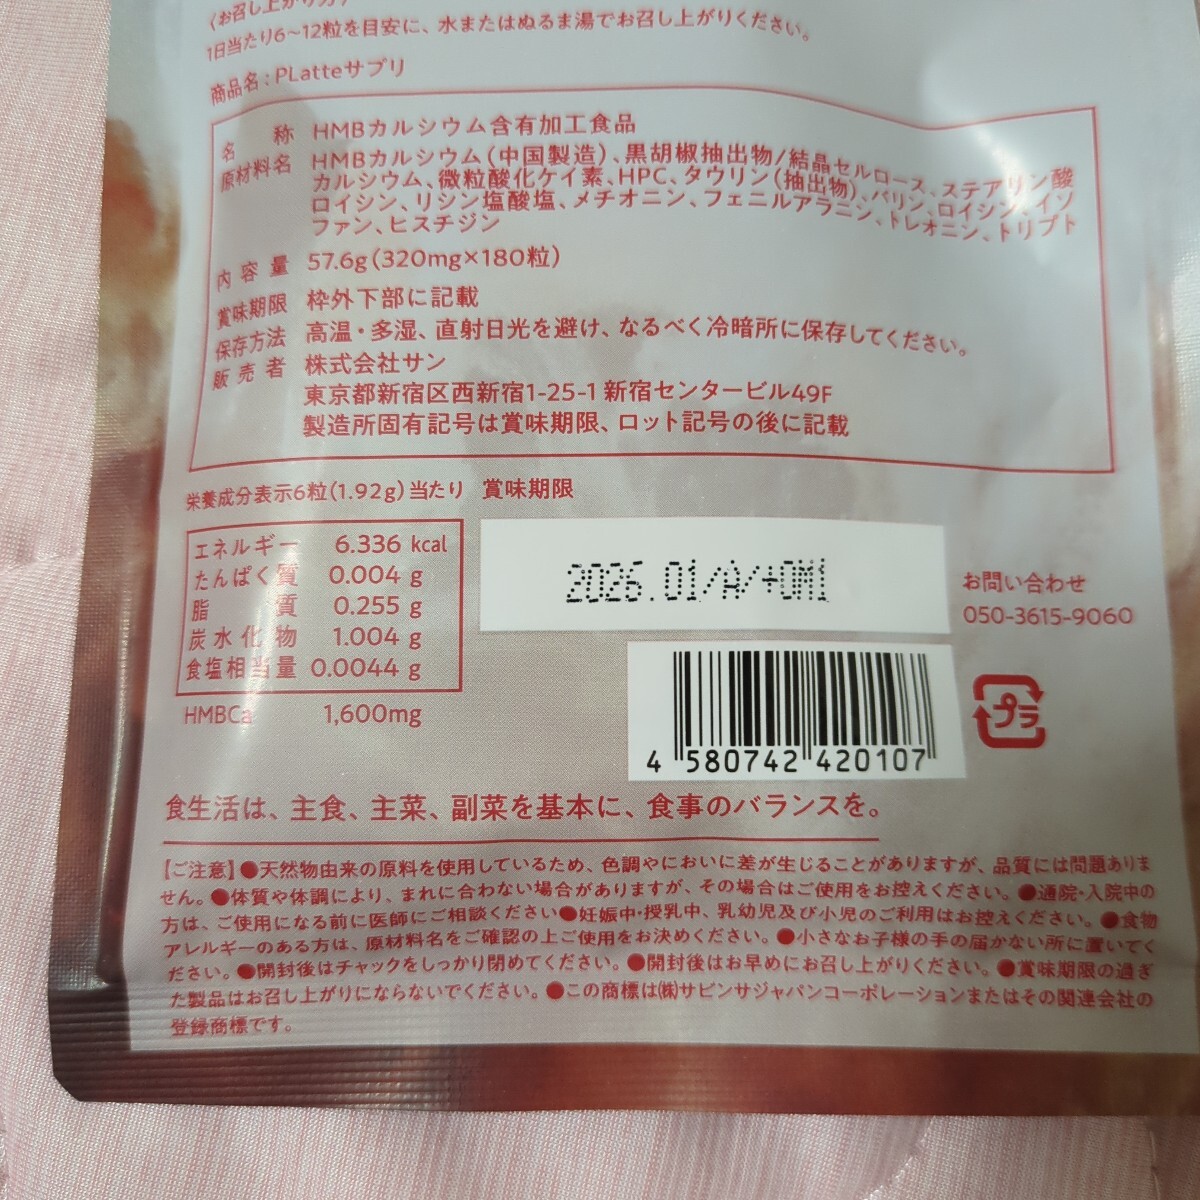 〈お召し上がり方〉
1日当たり6〜12粒を目安に、水またはぬるま湯でお召し上がりください。
商品名：PLatteサプリ
名称 HMBカルシウム含有加工食品
原材料名 HMBカルシウム(中国製造)、黒胡椒抽出物/結晶セルロース、ステアリン酸
カルシウム、微粒酸化ケイ素、HPC、タウリン(抽出物)、バリン、ロイシン、イソ
ロイシン、リシン塩酸塩、メチオニン、フェニルアラニン、トレオニン、トリプト
ファン、ヒスチジン
内容量 57.6g(320mg×180粒)
賞味期限 枠外下部に記載
保存方法 高温・多湿、直射日光を避け、なるべく冷暗所に保存してください。
販売者 株式会社サン
東京都新宿区西新宿1-25-1 新宿センタービル49F
製造所固有記号は賞味期限、ロット記号の後に記載
栄養成分表示6粒(1.92g)当たり 賞味期限
エネルギー 6.336 kcal
たんぱく質 0.004 g
脂質 0.255 g
炭水化物 1.004 g
食塩相当量 0.0044 g
HMBCa 1,600mg
2026.01/A/+OM1
お問い合わせ
050-3615-9060
プラ
4 580742 420107
食生活は、主食、主菜、副菜を基本に、食事のバランスを。
【ご注意】●天然物由来の原料を使用しているため、色調やにおいに差が生じることがありますが、品質には問題ありま
せん。●体質や体調により、まれに合わない場合がありますが、その場合はご使用をお控えください。●通院・入院中の
方は、ご使用になる前に医師にご相談ください●妊娠中・授乳中、乳幼児及び小児のご利用はお控えください。●食物
アレルギーのある方は、原材料名をご確認の上ご使用をお決めください。●小さなお子様の手の届かない所に置いてく
ださい。●開封後はチャックをしっかり閉めてください。●開封後はお早めにお召し上がりください。●賞味期限の過ぎ
た製品はお召し上がりにならないでください。●この商標は㈱サビンサジャパンコーポレーションまたはその関連会社の
登録商標です。